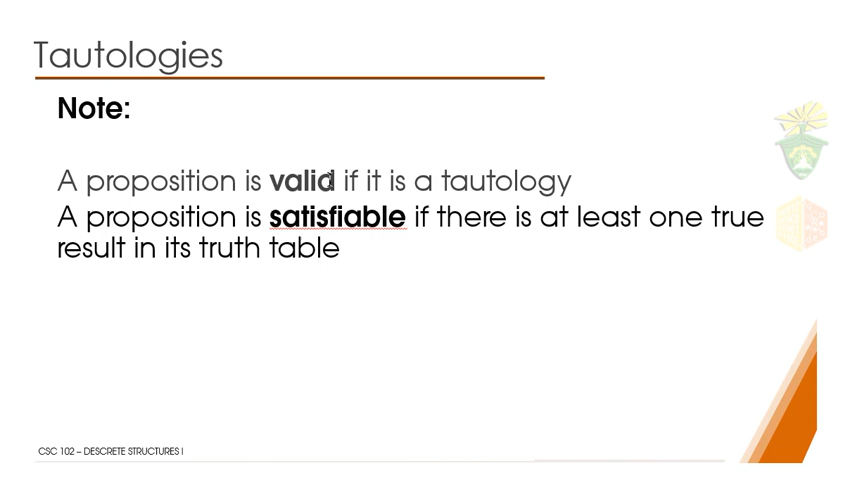 Tautologies
Note:
A proposition is valid if it is a tautology
A proposition is satisfiable if there is at least one true
result in its truth table
CSC 102 – DESCRETE STRUCTURES I